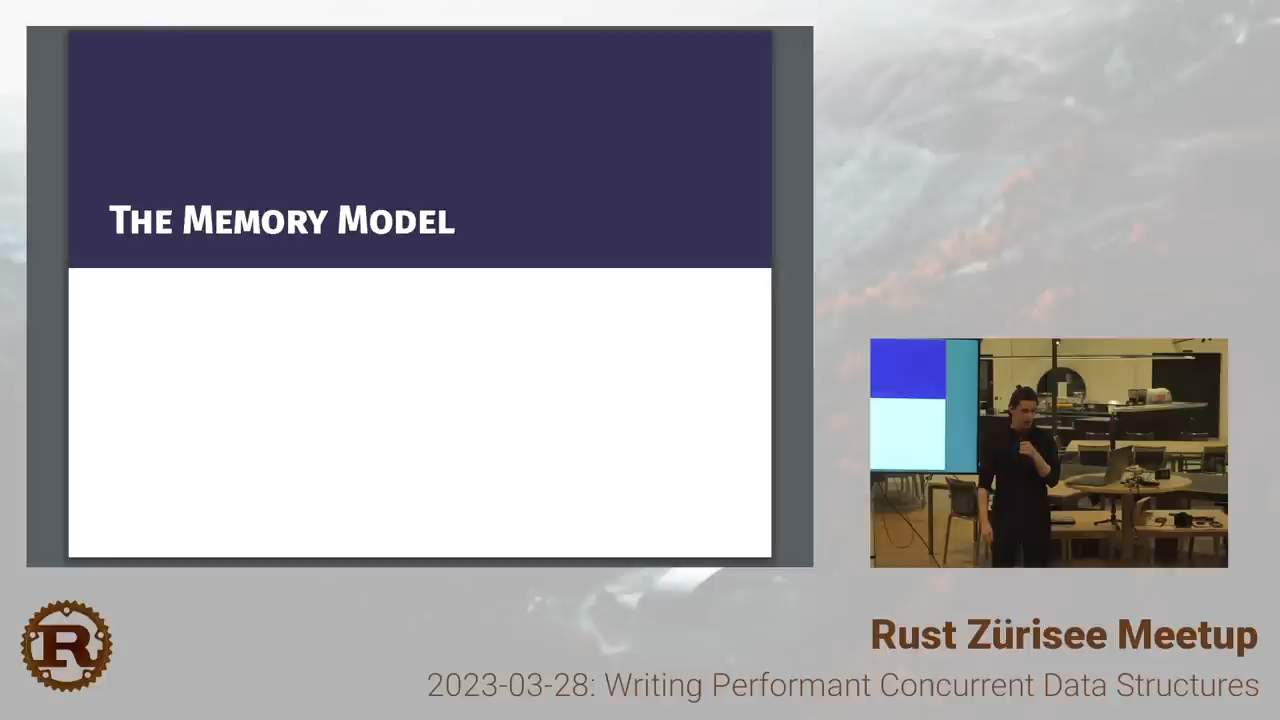 The Memory Model
R
Rust Zürisee Meetup
2023-03-28: Writing Performant Concurrent Data Structures